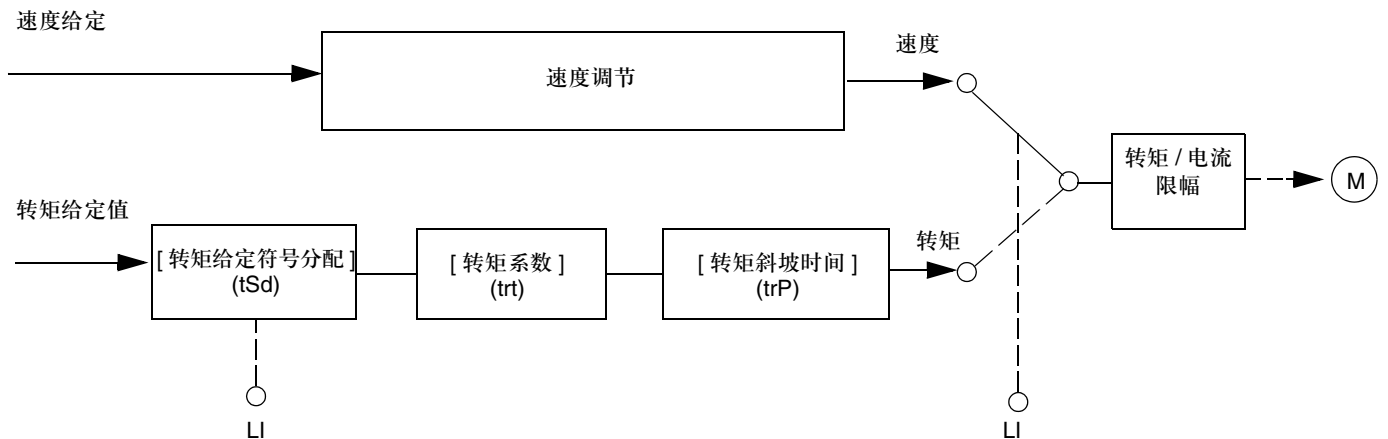 速度给定
速度调节
速度
转矩 / 电流
限幅
M
转矩给定值
[ 转矩给定符号分配 ]
(tSd)
[ 转矩系数 ]
(trt)
[ 转矩斜坡时间 ]
(trP)
转矩
LI
LI